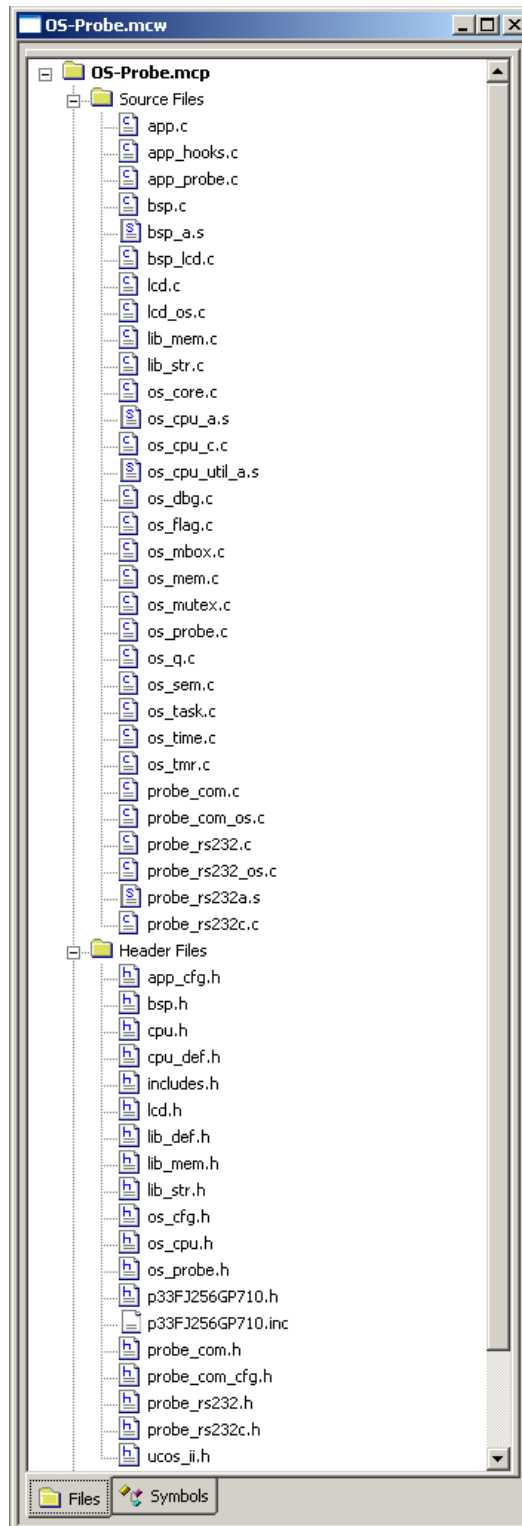 OS-Probe.mcw
OS-Probe.mcp
Source Files
app.c
app_hooks.c
app_probe.c
bsp.c
bsp_a.s
bsp_lcd.c
lcd.c
lcd_os.c
lib_mem.c
lib_str.c
os_core.c
os_cpu_a.s
os_cpu_c.c
os_cpu_util_a.s
os_dbg.c
os_flag.c
os_mbox.c
os_mem.c
os_mutex.c
os_probe.c
os_q.c
os_sem.c
os_task.c
os_time.c
os_tmr.c
probe_com.c
probe_com_os.c
probe_rs232.c
probe_rs232_os.c
probe_rs232a.s
probe_rs232c.c
Header Files
app_cfg.h
bsp.h
cpu.h
cpu_def.h
includes.h
lcd.h
lib_def.h
lib_mem.h
lib_str.h
os_cfg.h
os_cpu.h
os_probe.h
p33FJ256GP710.h
p33FJ256GP710.inc
probe_com.h
probe_com_cfg.h
probe_rs232.h
probe_rs232c.h
ucos_ii.h
Files Symbols